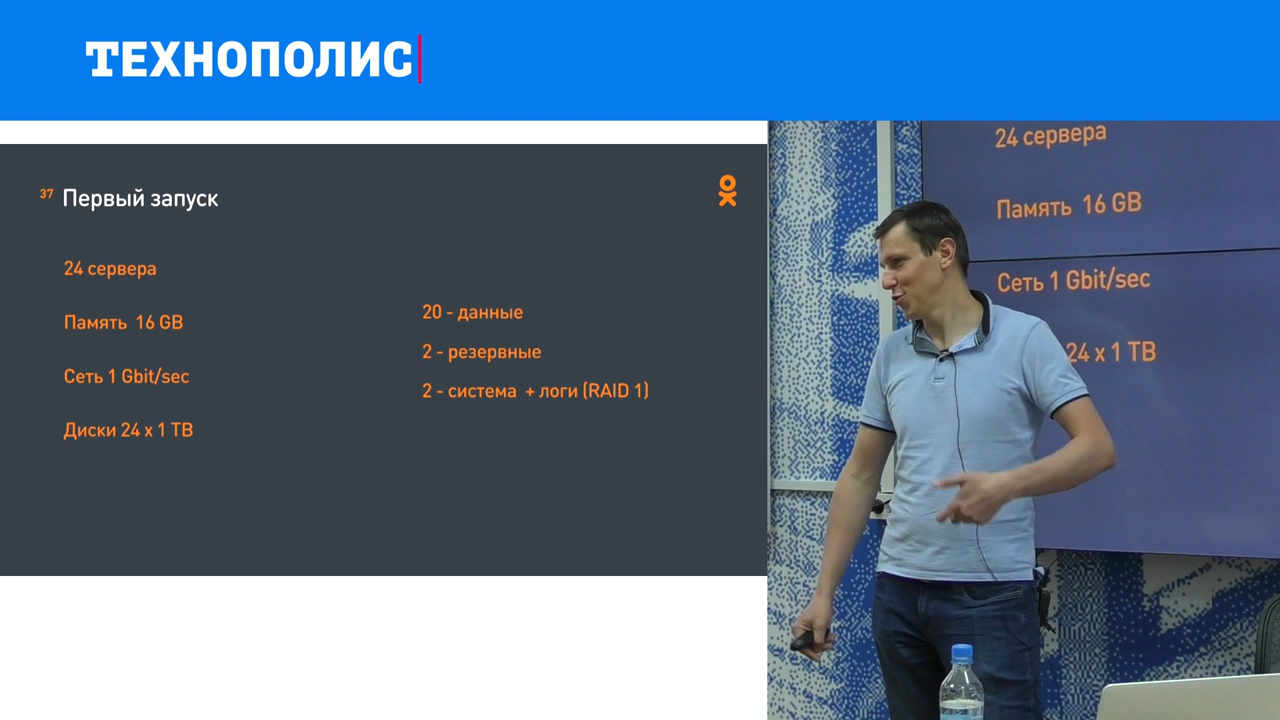 ТЕХНОПОЛИС
37 Первый запуск
24 сервера
Память 16 GB
Сеть 1 Gbit/sec
Диски 24 x 1 TB
20 - данные
2 - резервные
2 - система + логи (RAID 1)
24 сервера
Память 16 GB
Сеть 1 Gbit/sec
24 x 1 TB